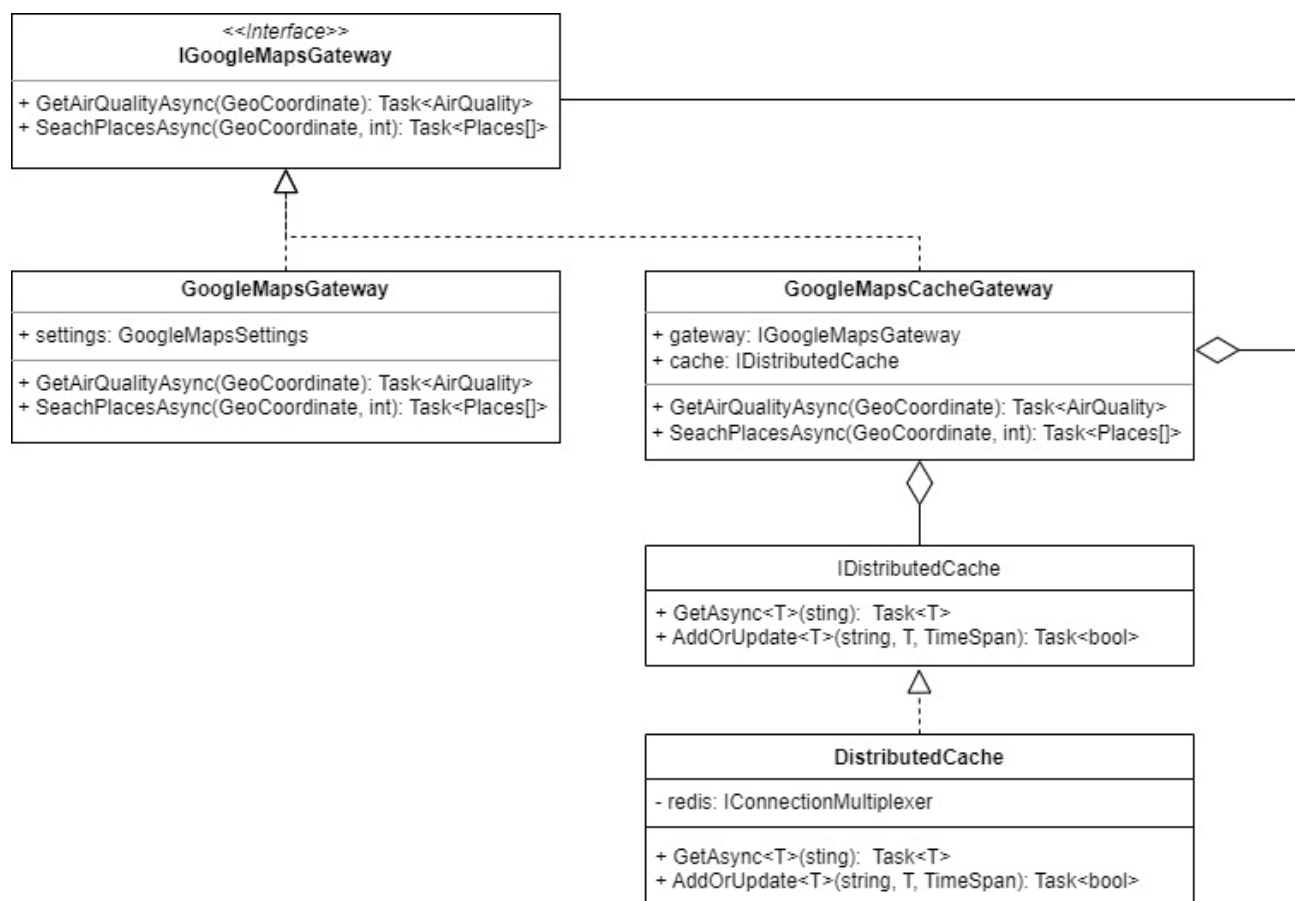 <<Interface>>
IGoogleMapsGateway
+ GetAirQualityAsync(GeoCoordinate): Task<AirQuality>
+ SeachPlacesAsync(GeoCoordinate, int): Task<Places[]>
GoogleMapsGateway
+ settings: GoogleMapsSettings
+ GetAirQualityAsync(GeoCoordinate): Task<AirQuality>
+ SeachPlacesAsync(GeoCoordinate, int): Task<Places[]>
GoogleMapsCacheGateway
+ gateway: IGoogleMapsGateway
+ cache: IDistributedCache
+ GetAirQualityAsync(GeoCoordinate): Task<AirQuality>
+ SeachPlacesAsync(GeoCoordinate, int): Task<Places[]>
IDistributedCache
+ GetAsync<T>(sting):  Task<T>
+ AddOrUpdate<T>(string, T, TimeSpan): Task<bool>
DistributedCache
- redis: IConnectionMultiplexer
+ GetAsync<T>(sting):  Task<T>
+ AddOrUpdate<T>(string, T, TimeSpan): Task<bool>